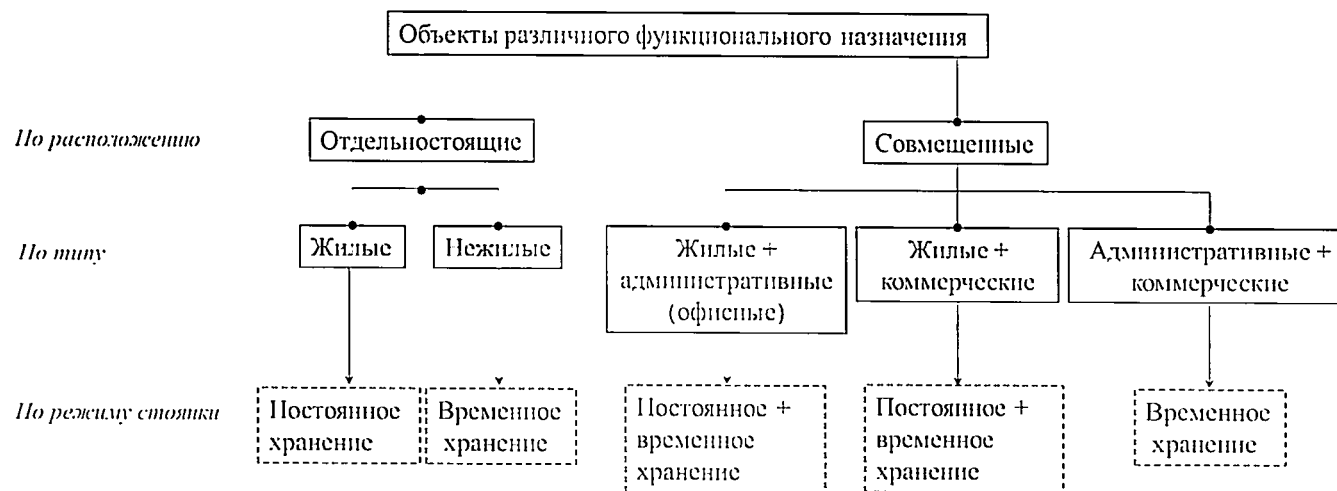 Объекты различного функционального назначения
По расположению
Отдельностоящие
Совмещенные
По типу
Жилые
Нежилые
Жилые +
административные
(офисные)
Жилые +
коммерческие
Административные +
коммерческие
По режиму стоянки
Постоянное
хранение
Временное
хранение
Постоянное +
временное
хранение
Постоянное +
временное
хранение
Временное
хранение